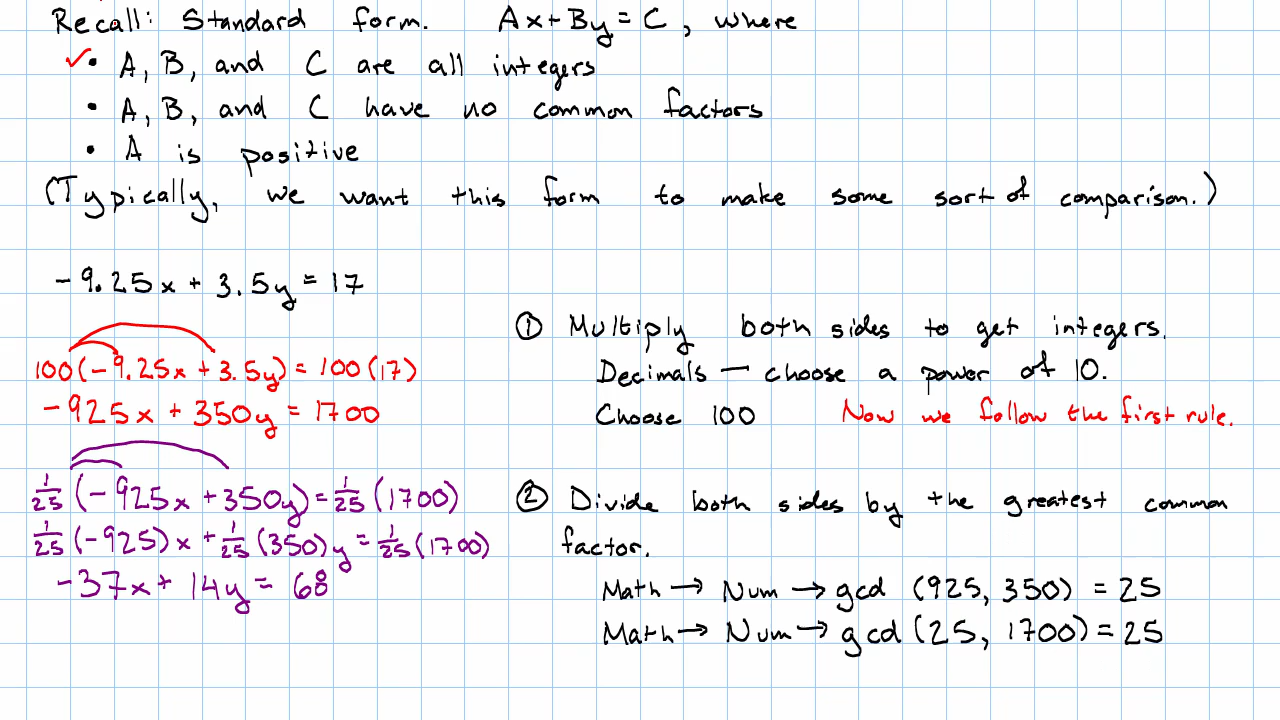 Recall: Standard form. Ax + By = C, where
• A, B, and C are all integers
• A, B, and C have no common factors
• A is positive
(Typically, we want this form to make some sort of comparison.)
-9.25x + 3.5y = 17
100(-9.25x + 3.5y) = 100(17)
-925x + 350y = 1700
1/25 (-925x + 350y) = 1/25 (1700)
1/25 (-925)x + 1/25 (350)y = 1/25 (1700)
-37x + 14y = 68
① Multiply both sides to get integers.
Decimals — choose a power of 10.
Choose 100 Now we follow the first rule.
② Divide both sides by the greatest common
factor.
Math → Num → gcd (925, 350) = 25
Math → Num → gcd (25, 1700) = 25